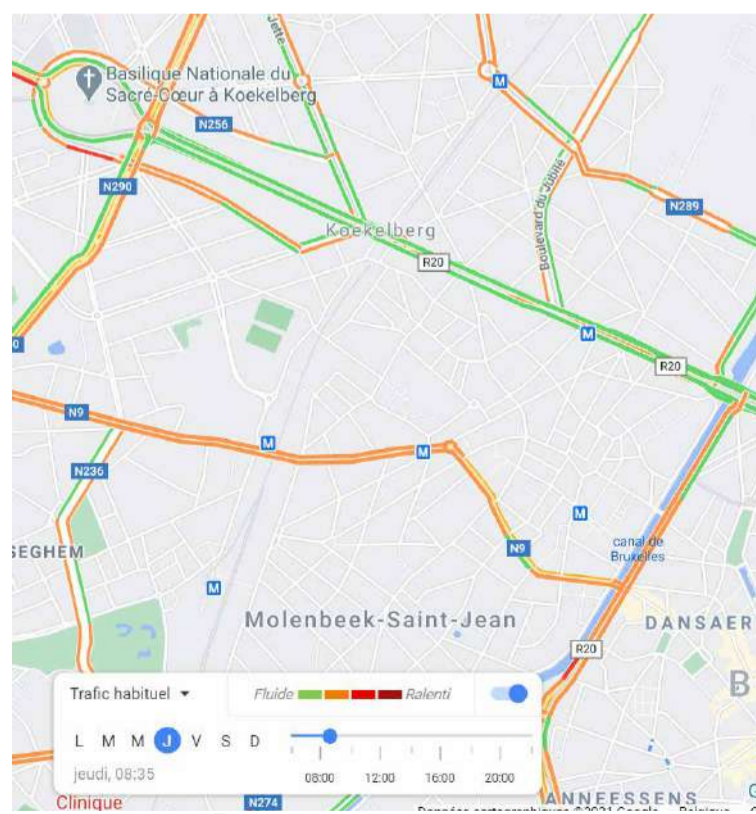 Jette
M
Basilique Nationale du
Sacré-Cœur à Koekelberg
N256
N290
Boulevard du Jubilé
N289
Koekelberg
R20
M
R20
N9
M
M
N236
M
N9
canal de
Bruxelles
SEGHEM
M
Molenbeek-Saint-Jean
DANSAER
R20
B
Trafic habituel
Fluide
Ralenti
L M M J V S D
jeudi, 08:35
08:00 12:00 16:00 20:00
Clinique
N274
ANNEESSENS
G
Données cartographiques ©2021 Google
Belgique